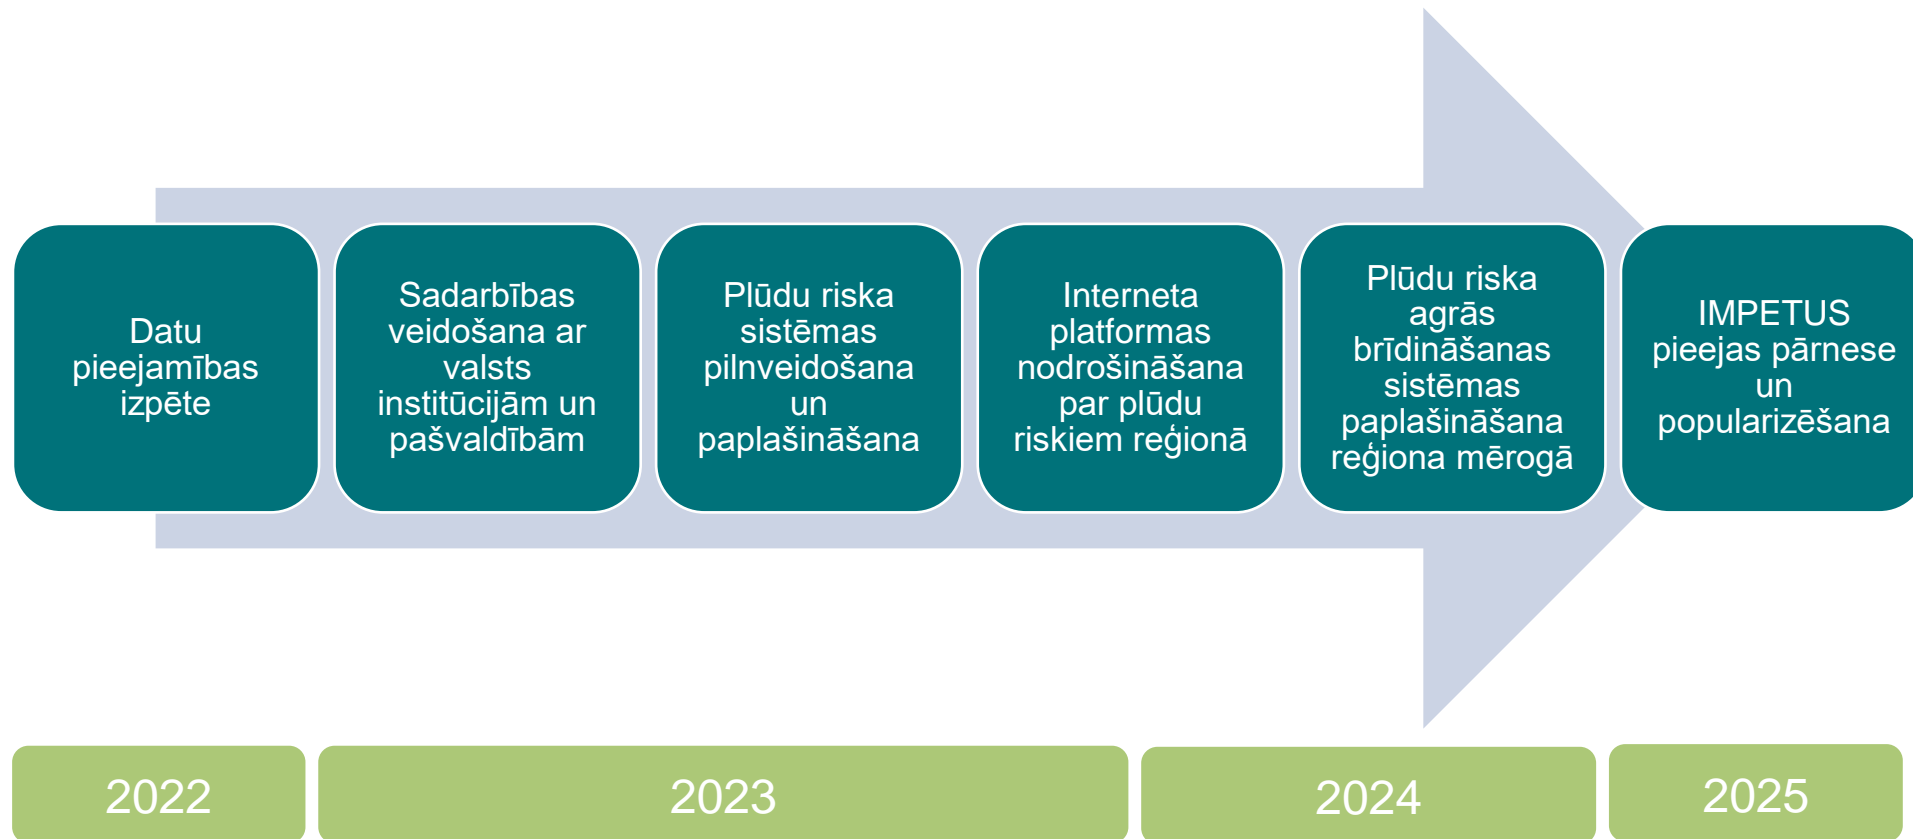 Datu
pieejamības
izpēte
Sadarbības
veidošana ar
valsts
institūcijām un
pašvaldībām
Plūdu riska
sistēmas
pilnveidošana
un
paplašināšana
Interneta
platformas
nodrošināšana
par plūdu
riskiem reģionā
Plūdu riska
agrās
brīdināšanas
sistēmas
paplašināšana
reģiona mērogā
IMPETUS
pieejas pārnese
un
popularizēšana
2022
2023
2024
2025